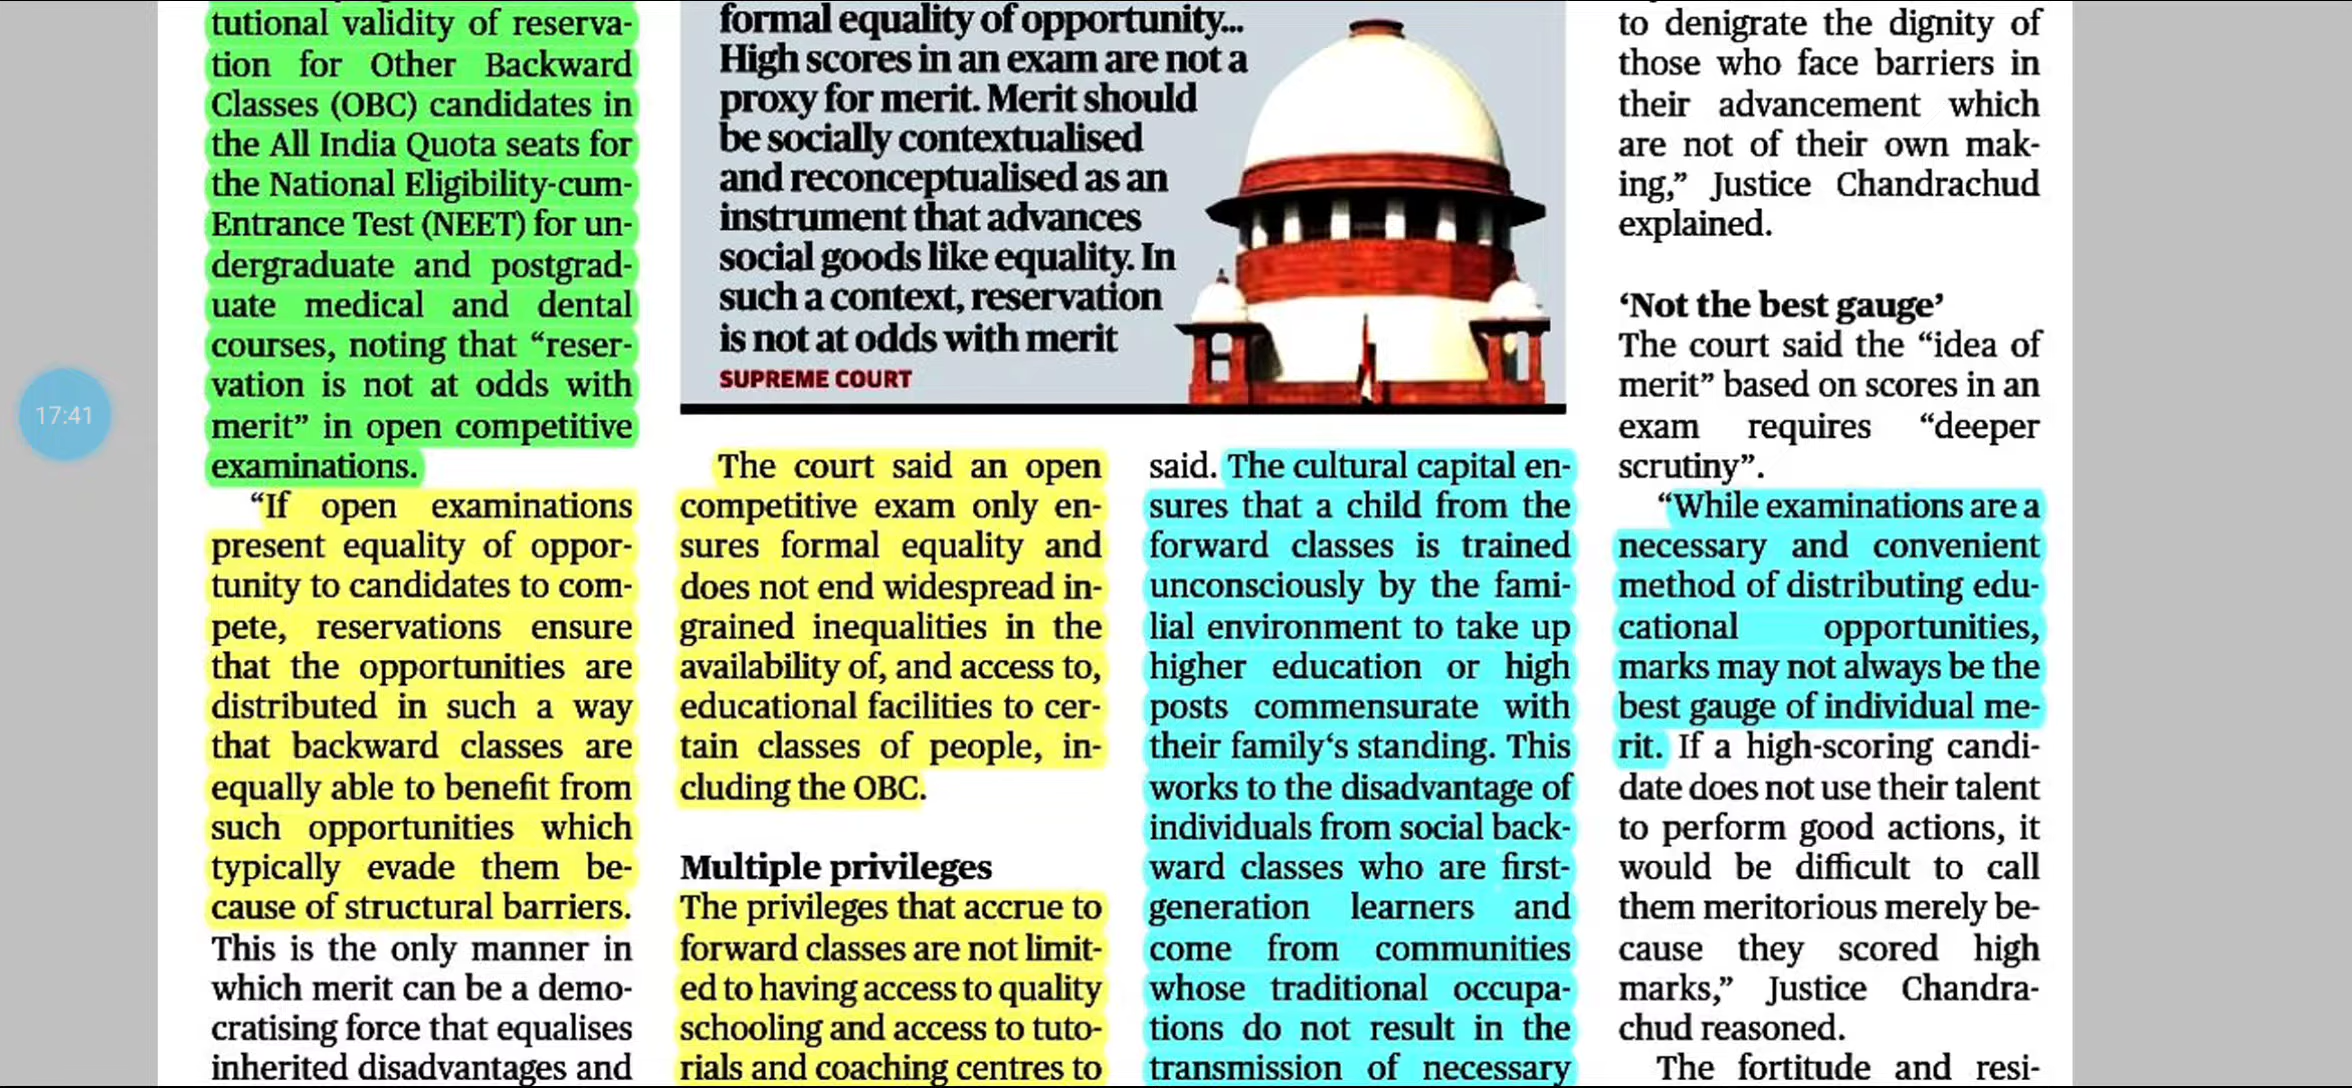 tutional validity of reserva-
tion for Other Backward
Classes (OBC) candidates in
the All India Quota seats for
the National Eligibility-cum-
Entrance Test (NEET) for un-
dergraduate and postgrad-
uate medical and dental
courses, noting that “reser-
vation is not at odds with
merit” in open competitive
examinations.
“If open examinations
present equality of oppor-
tunity to candidates to com-
pete, reservations ensure
that the opportunities are
distributed in such a way
that backward classes are
equally able to benefit from
such opportunities which
typically evade them be-
cause of structural barriers.
This is the only manner in
which merit can be a demo-
cratising force that equalises
inherited disadvantages and
formal equality of opportunity...
High scores in an exam are not a
proxy for merit. Merit should
be socially contextualised
and reconceptualised as an
instrument that advances
social goods like equality. In
such a context, reservation
is not at odds with merit
SUPREME COURT
The court said an open
competitive exam only en-
sures formal equality and
does not end widespread in-
grained inequalities in the
availability of, and access to,
educational facilities to cer-
tain classes of people, in-
cluding the OBC.
Multiple privileges
The privileges that accrue to
forward classes are not limit-
ed to having access to quality
schooling and access to tuto-
rials and coaching centres to
said. The cultural capital en-
sures that a child from the
forward classes is trained
unconsciously by the fami-
lial environment to take up
higher education or high
posts commensurate with
their family‘s standing. This
works to the disadvantage of
individuals from social back-
ward classes who are first-
generation learners and
come from communities
whose traditional occupa-
tions do not result in the
transmission of necessary
to denigrate the dignity of
those who face barriers in
their advancement which
are not of their own mak-
ing,” Justice Chandrachud
explained.
‘Not the best gauge’
The court said the “idea of
merit” based on scores in an
exam requires “deeper
scrutiny”.
“While examinations are a
necessary and convenient
method of distributing edu-
cational opportunities,
marks may not always be the
best gauge of individual me-
rit. If a high-scoring candi-
date does not use their talent
to perform good actions, it
would be difficult to call
them meritorious merely be-
cause they scored high
marks,” Justice Chandra-
chud reasoned.
The fortitude and resi-
17:41